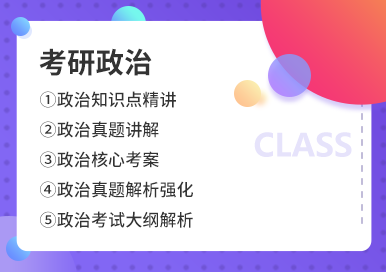 考研政治
①政治知识点精讲
②政治真题讲解
③政治核心考案
CLASS
④政治真题解析强化
⑤政治考试大纲解析